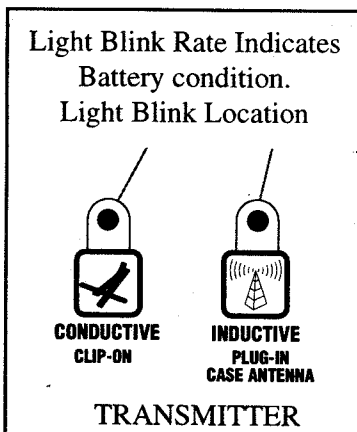 Light Blink Rate Indicates
Battery condition.
Light Blink Location
CONDUCTIVE
CLIP-ON
INDUCTIVE
PLUG-IN
CASE ANTENNA
TRANSMITTER